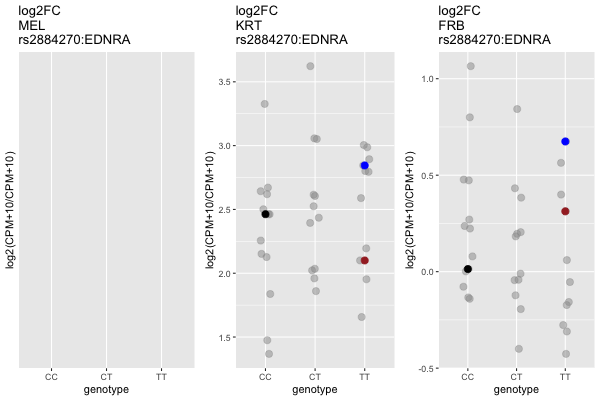 log2FC
MEL
rs2884270:EDNRA
log2(CPM+10/CPM+10)
CC CT TT
genotype
log2FC
KRT
rs2884270:EDNRA
log2(CPM+10/CPM+10)
3.5
3.0
2.5
2.0
1.5
CC CT TT
genotype
log2FC
FRB
rs2884270:EDNRA
log2(CPM+10/CPM+10)
1.0
0.5
0.0
-0.5
CC CT TT
genotype